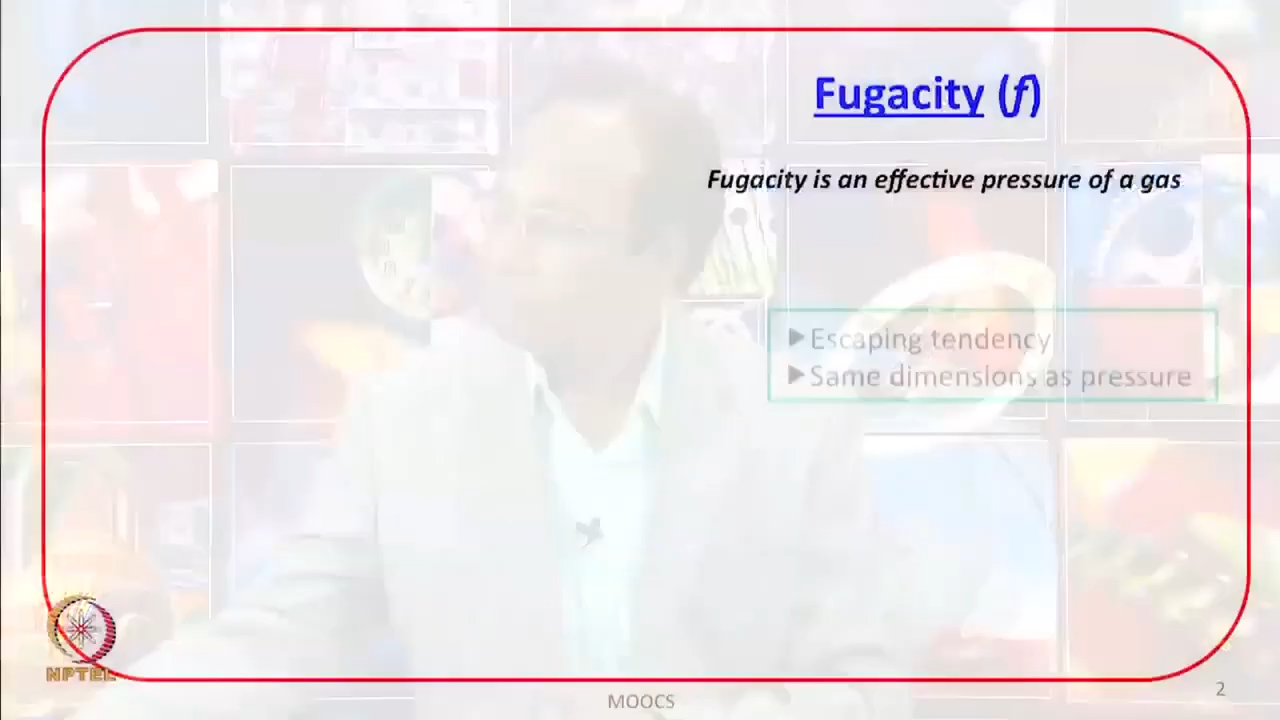 Fugacity (f)
Fugacity is an effective pressure of a gas
▶Escaping tendency
▶Same dimensions as pressure
NPTEL
MOOCS
2